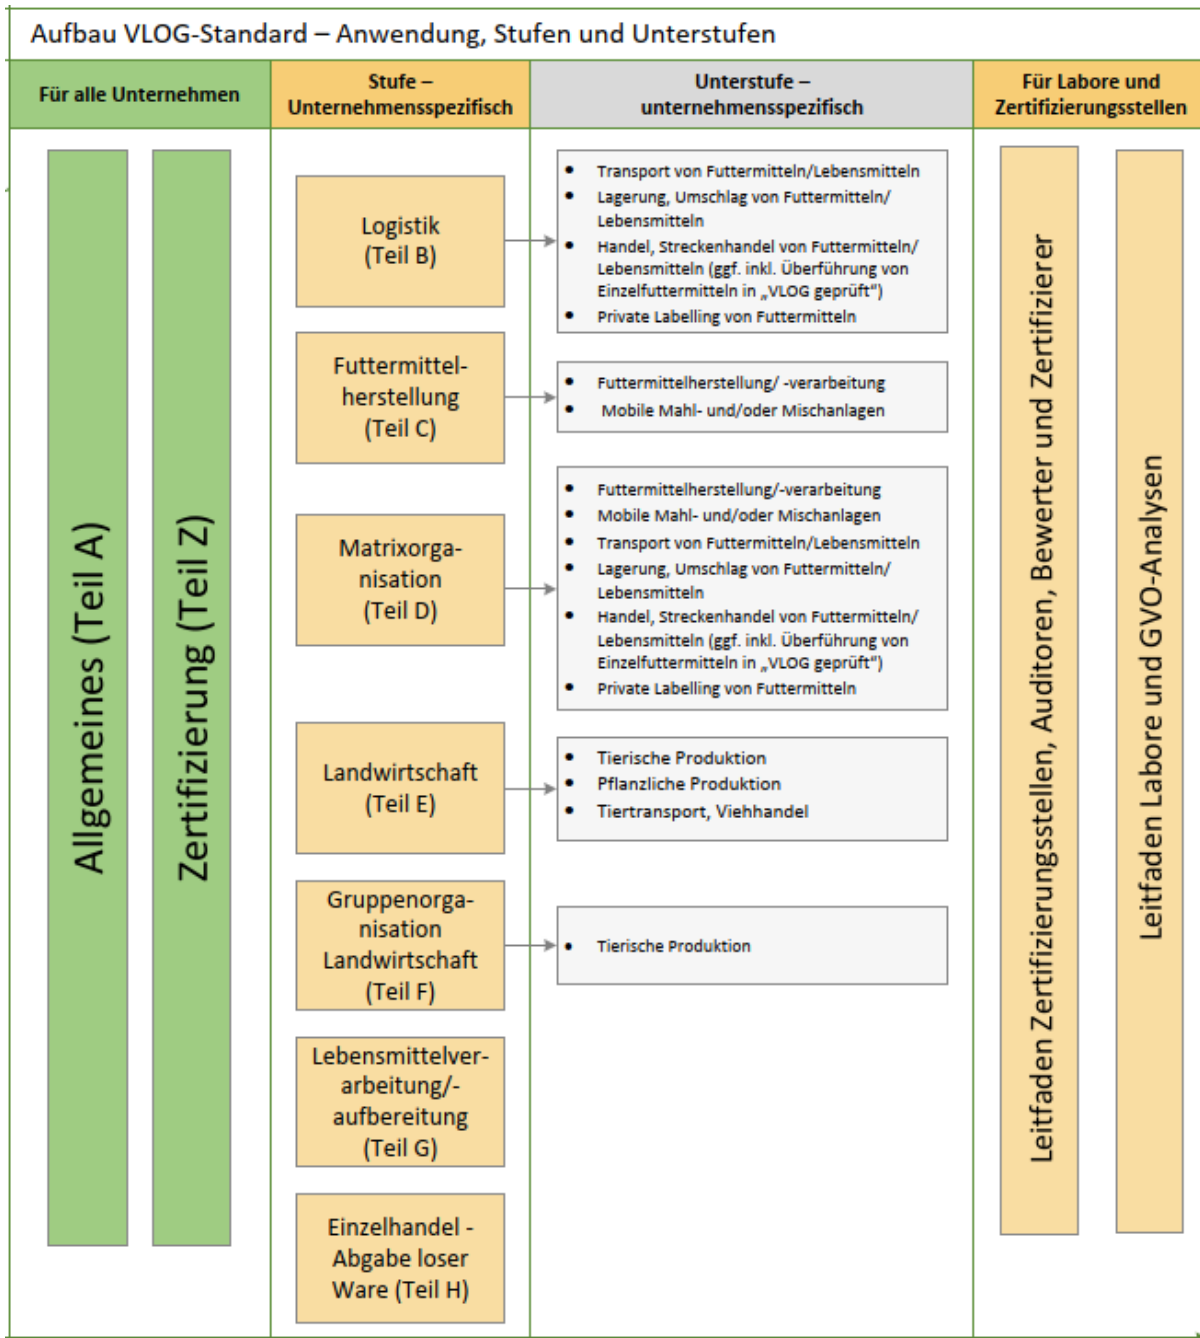 Aufbau VLOG-Standard – Anwendung, Stufen und Unterstufen
Für alle Unternehmen
Stufe –
Unternehmensspezifisch
Unterstufe –
unternehmensspezifisch
Für Labore und
Zertifizierungsstellen
Allgemeines (Teil A)
Zertifizierung (Teil Z)
Logistik
(Teil B)
• Transport von Futtermitteln/Lebensmitteln
• Lagerung, Umschlag von Futtermitteln/
Lebensmitteln
• Handel, Streckenhandel von Futtermitteln/
Lebensmitteln (ggf. inkl. Überführung von
Einzelfuttermitteln in „VLOG geprüft“)
• Private Labelling von Futtermitteln
Futtermittel-
herstellung
(Teil C)
• Futtermittelherstellung/ -verarbeitung
• Mobile Mahl- und/oder Mischanlagen
Matrixorga-
nisation
(Teil D)
• Futtermittelherstellung/-verarbeitung
• Mobile Mahl- und/oder Mischanlagen
• Transport von Futtermitteln/Lebensmitteln
• Lagerung, Umschlag von Futtermitteln/
Lebensmitteln
• Handel, Streckenhandel von Futtermitteln/
Lebensmitteln (ggf. inkl. Überführung von
Einzelfuttermitteln in „VLOG geprüft“)
• Private Labelling von Futtermitteln
Landwirtschaft
(Teil E)
• Tierische Produktion
• Pflanzliche Produktion
• Tiertransport, Viehhandel
Gruppenorga-
nisation
Landwirtschaft
(Teil F)
• Tierische Produktion
Lebensmittelver-
arbeitung/-
aufbereitung
(Teil G)
Einzelhandel -
Abgabe loser
Ware (Teil H)
Leitfaden Zertifizierungsstellen, Auditoren, Bewerter und Zertifizierer
Leitfaden Labore und GVO-Analysen